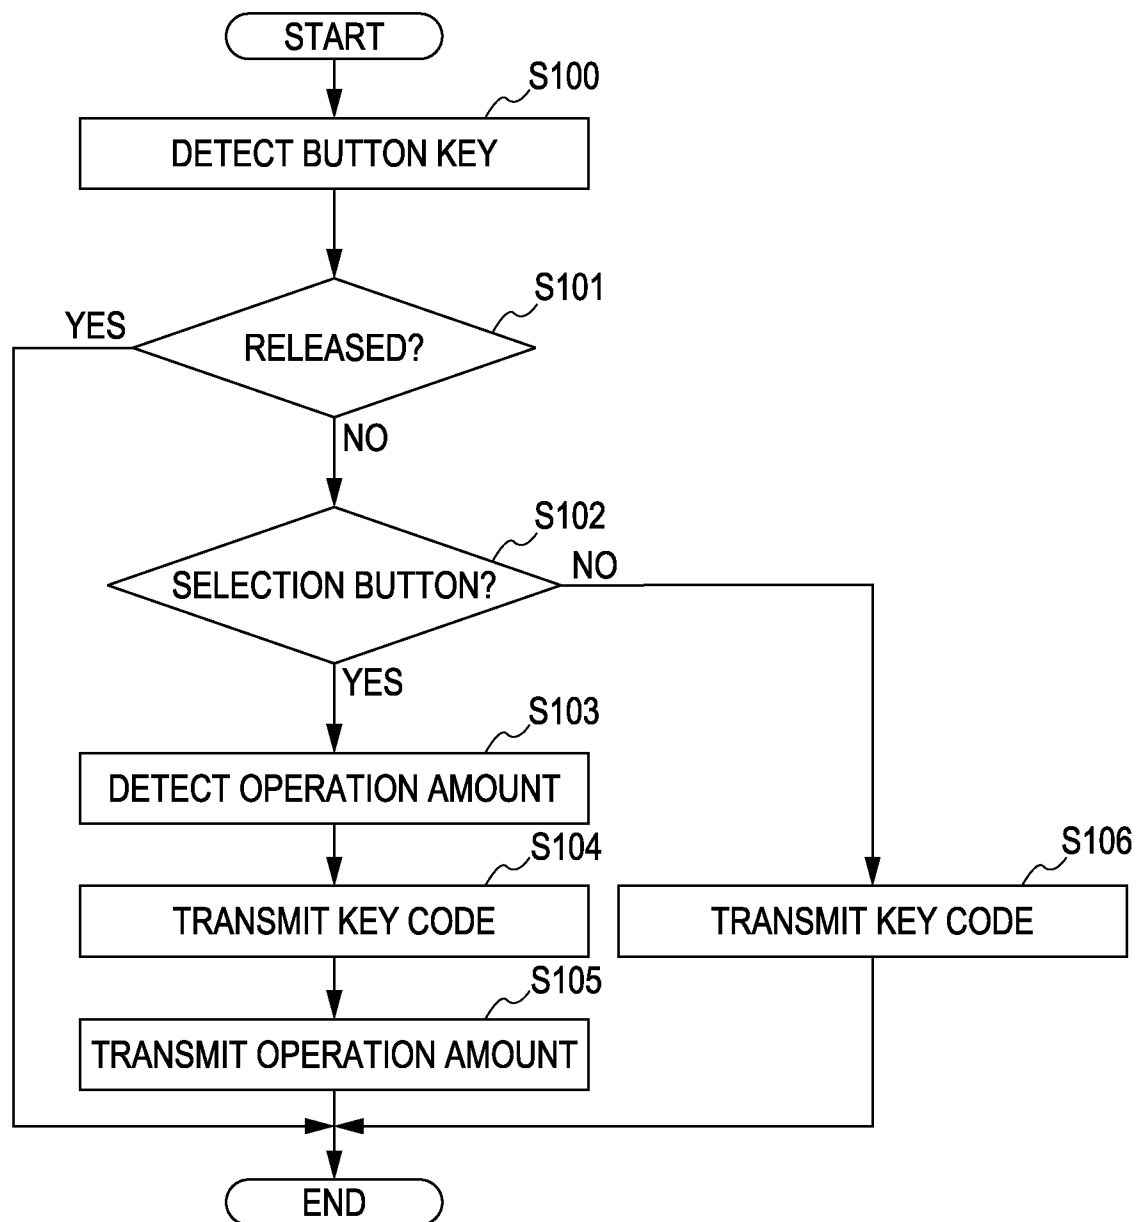 START
S100
DETECT BUTTON KEY
S101
YES
RELEASED?
NO
S102
SELECTION BUTTON?
NO
YES
S103
DETECT OPERATION AMOUNT
S104
TRANSMIT KEY CODE
S106
TRANSMIT KEY CODE
S105
TRANSMIT OPERATION AMOUNT
END